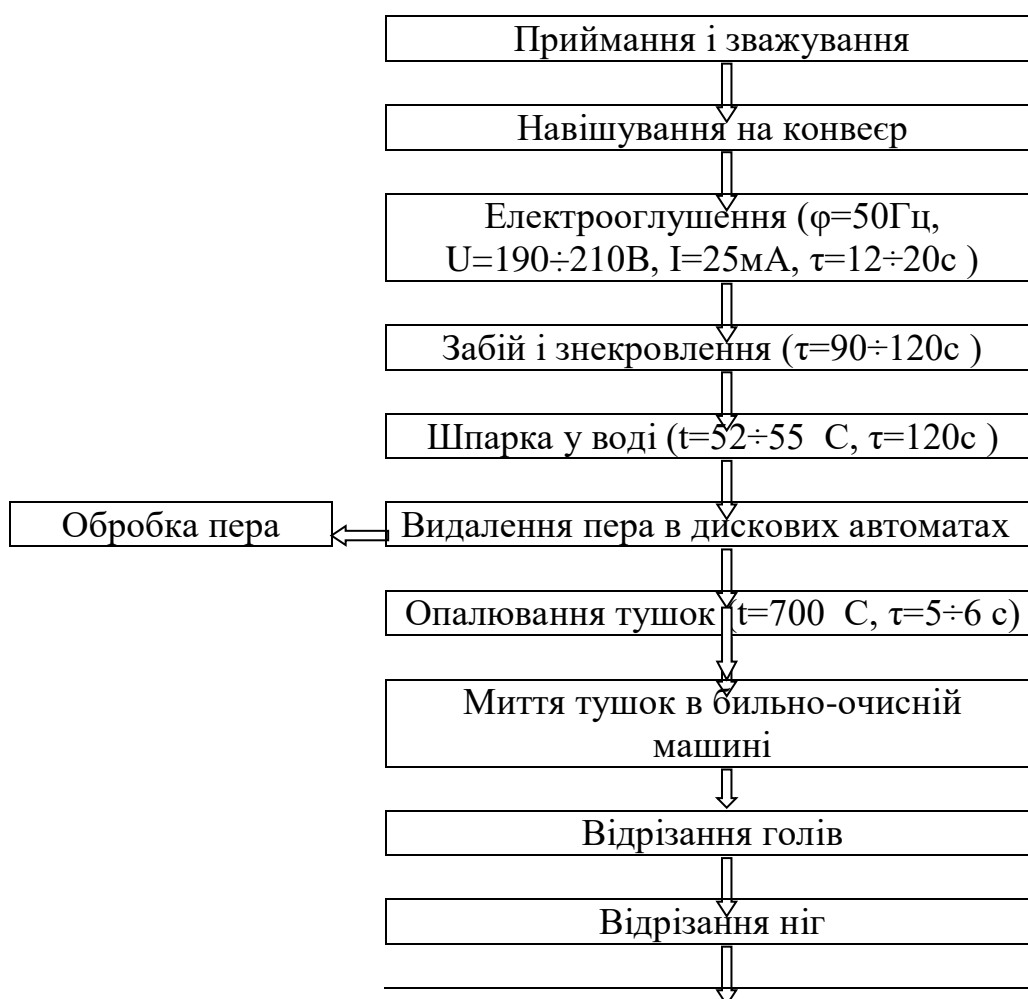 Приймання і зважування
Навішування на конвеєр
Електрооглушення (φ=50Гц,
U=190÷210В, I=25мА, τ=12÷20с )
Забій і знекровлення (τ=90÷120с )
Шпарка у воді (t=52÷55 С, τ=120с )
Обробка пера
Видалення пера в дискових автоматах
Опалювання тушок (t=700 С, τ=5÷6 с)
Миття тушок в бильно-очисній
машині
Відрізання голів
Відрізання ніг